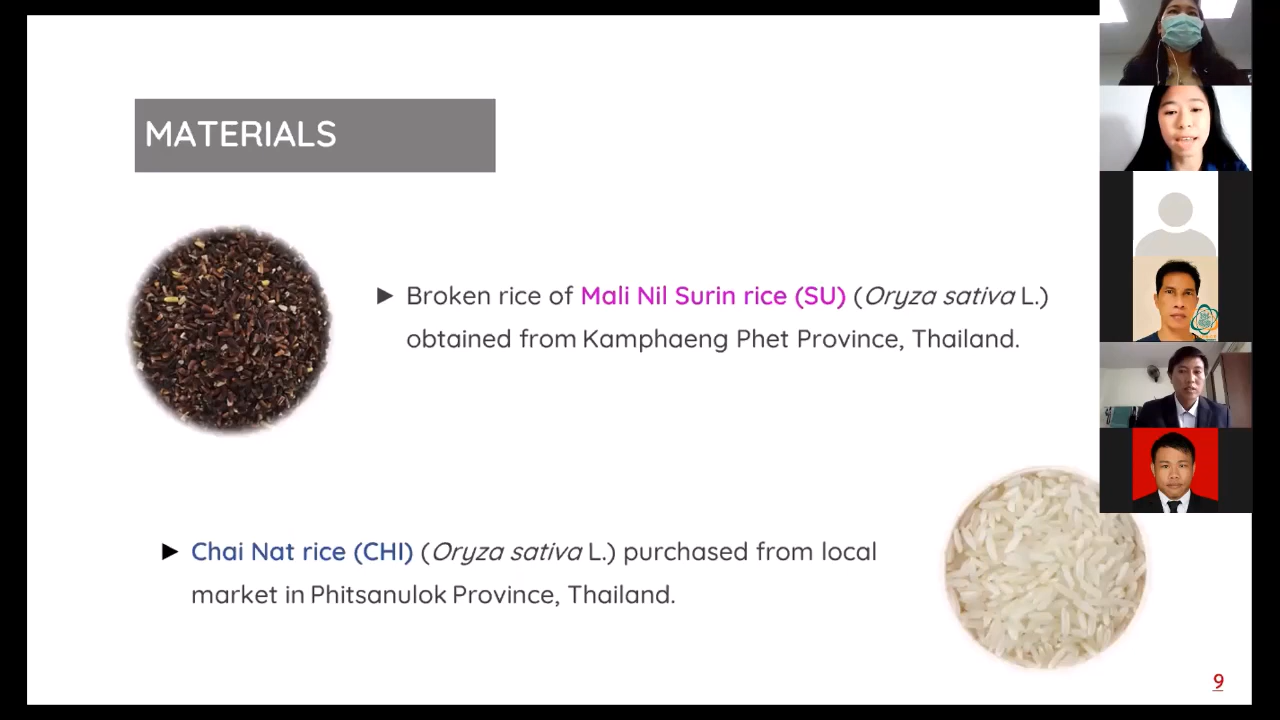 MATERIALS
► Broken rice of Mali Nil Surin rice (SU) (Oryza sativa L.)
obtained from Kamphaeng Phet Province, Thailand.
► Chai Nat rice (CHI) (Oryza sativa L.) purchased from local
market in Phitsanulok Province, Thailand.
9